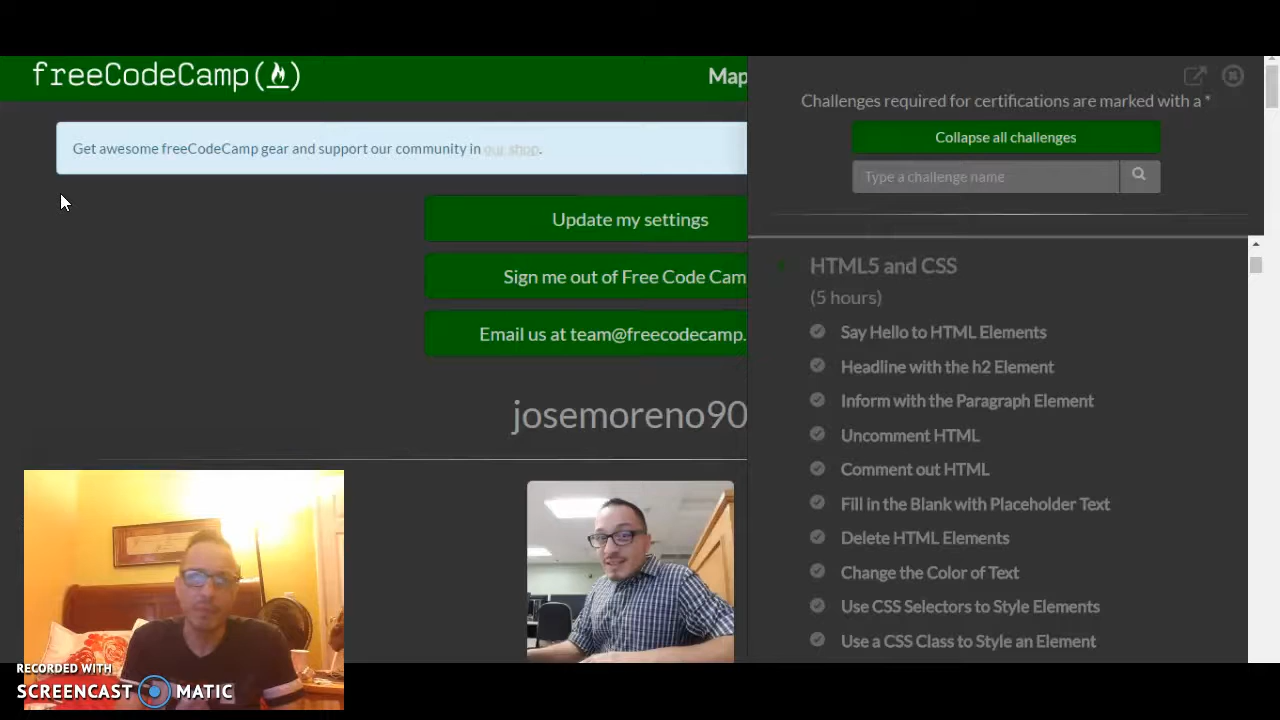 freeCodeCamp(🔥)
Map
Get awesome freeCodeCamp gear and support our community in our shop.
Update my settings
Sign me out of Free Code Cam
Email us at team@freecodecamp.
josemoreno90
Challenges required for certifications are marked with a *
Collapse all challenges
Type a challenge name
HTML5 and CSS
(5 hours)
Say Hello to HTML Elements
Headline with the h2 Element
Inform with the Paragraph Element
Uncomment HTML
Comment out HTML
Fill in the Blank with Placeholder Text
Delete HTML Elements
Change the Color of Text
Use CSS Selectors to Style Elements
Use a CSS Class to Style an Element
RECORDED WITH
SCREENCAST MATIC